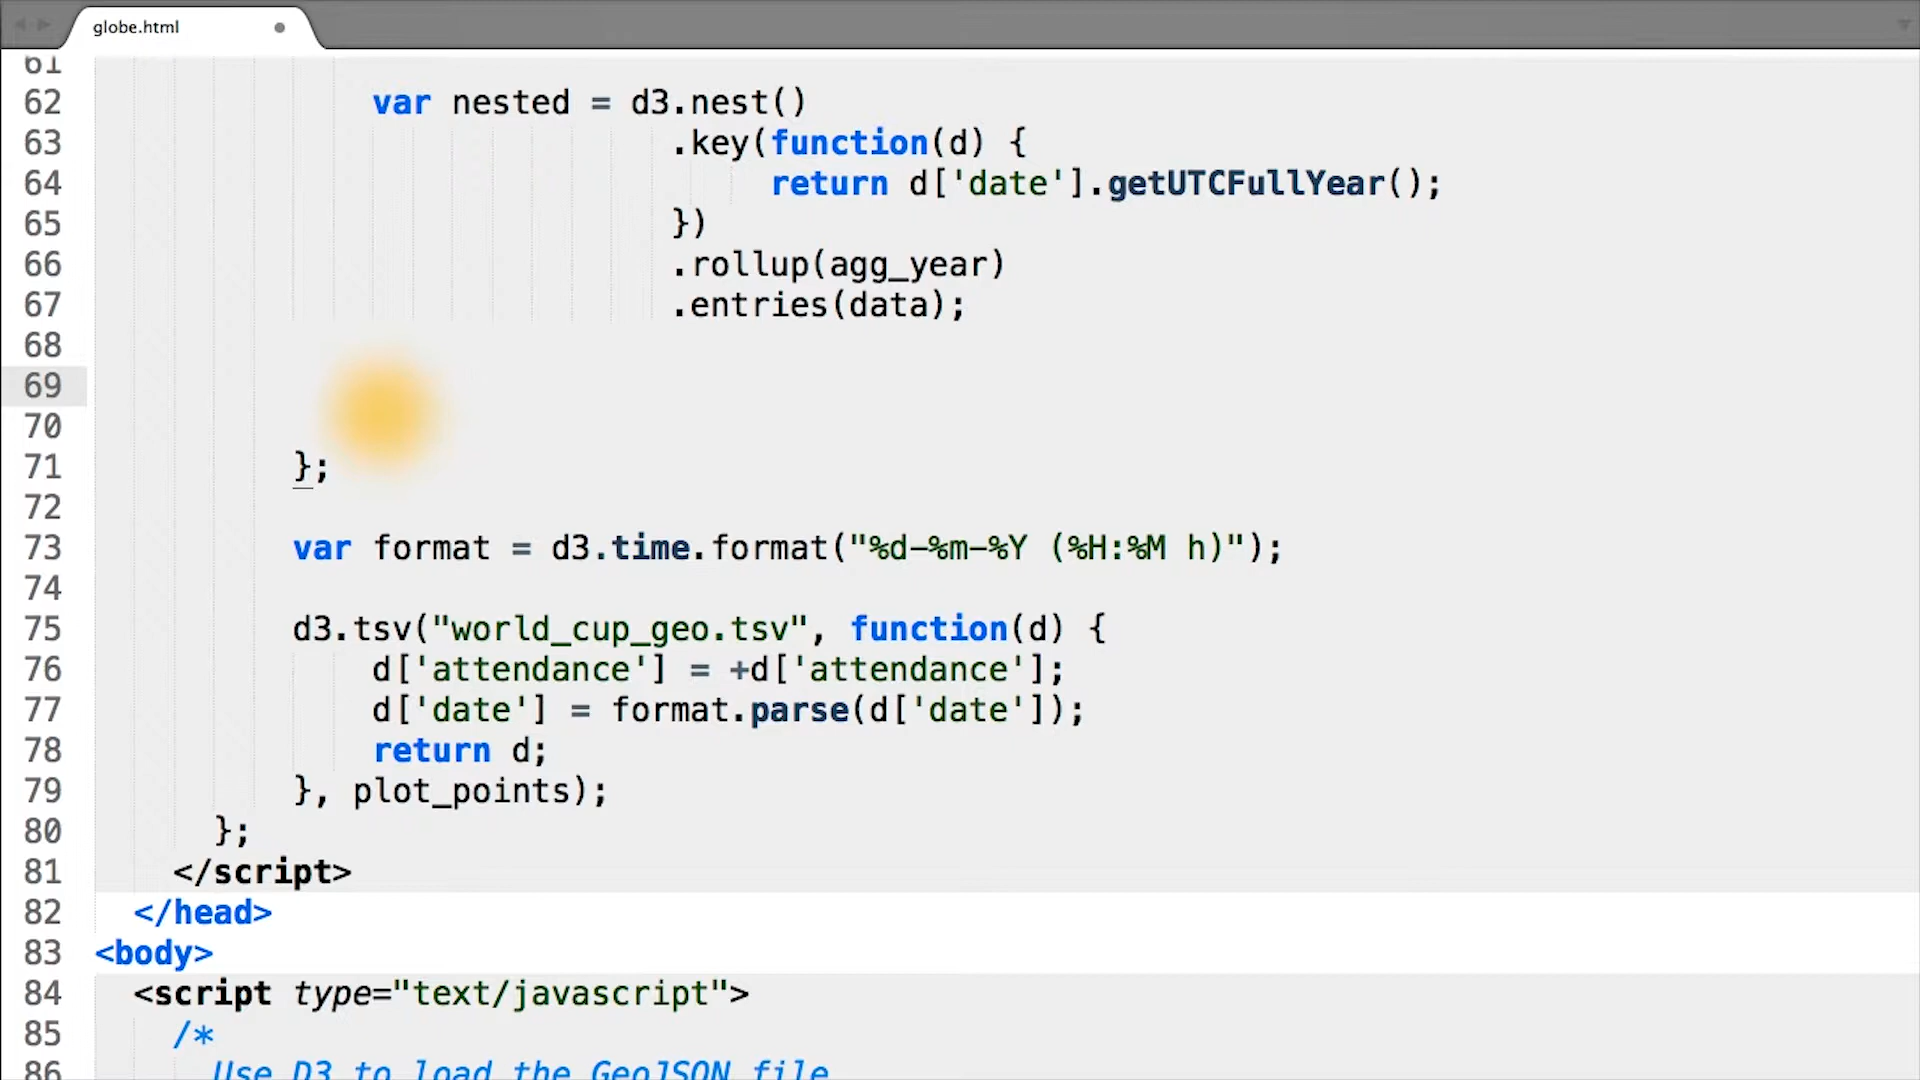 globe.html
61
62 var nested = d3.nest()
63 .key(function(d) {
64 return d['date'].getUTCFullYear();
65 })
66 .rollup(agg_year)
67 .entries(data);
68
69
70
71 };
72
73 var format = d3.time.format("%d-%m-%Y (%H:%M h)");
74
75 d3.tsv("world_cup_geo.tsv", function(d) {
76 d['attendance'] = +d['attendance'];
77 d['date'] = format.parse(d['date']);
78 return d;
79 }, plot_points);
80 };
81 </script>
82 </head>
83 <body>
84 <script type="text/javascript">
85 /*
86 Use D3 to load the GeoJSON file